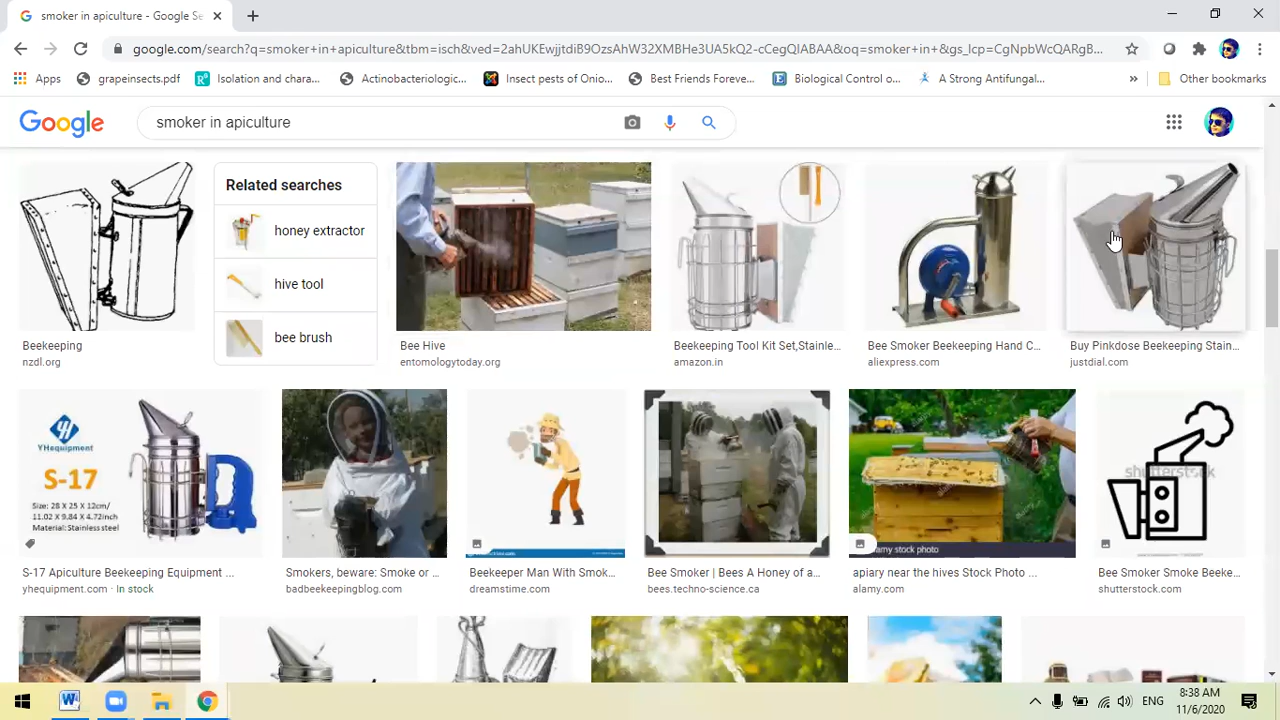 smoker in apiculture - Google Se
google.com/search?q=smoker+in+apiculture&tbm=isch&ved=2ahUKEwjjtdiB9OzsAhW32XMBHe3UA5kQ2-cCegQIABAA&oq=smoker+in+&gs_lcp=CgNpbWcQARgB...
Apps grapeinsects.pdf Isolation and chara... Actinobacteriologic... Insect pests of Onio... Best Friends Foreve... Biological Control o... A Strong Antifungal... » Other bookmarks
Google smoker in apiculture
Related searches
honey extractor
hive tool
bee brush
Beekeeping
nzdl.org
Bee Hive
entomologytoday.org
Beekeeping Tool Kit Set,Stainle...
amazon.in
Bee Smoker Beekeeping Hand C...
aliexpress.com
Buy Pinkdose Beekeeping Stain...
justdial.com
YHequipment
S-17
Size: 28 X 25 X 12cm/
11.02 X 9.84 X 4.72inch
Material: Stainless steel
alamy stock photo
shutterstock
S-17 Apiculture Beekeeping Equipment ...
yhequipment.com · In stock
Smokers, beware: Smoke or ...
badbeekeepingblog.com
Beekeeper Man With Smok...
dreamstime.com
Bee Smoker | Bees A Honey of a...
bees.techno-science.ca
apiary near the hives Stock Photo ...
alamy.com
Bee Smoker Smoke Beeke...
shutterstock.com
ENG
8:38 AM
11/6/2020